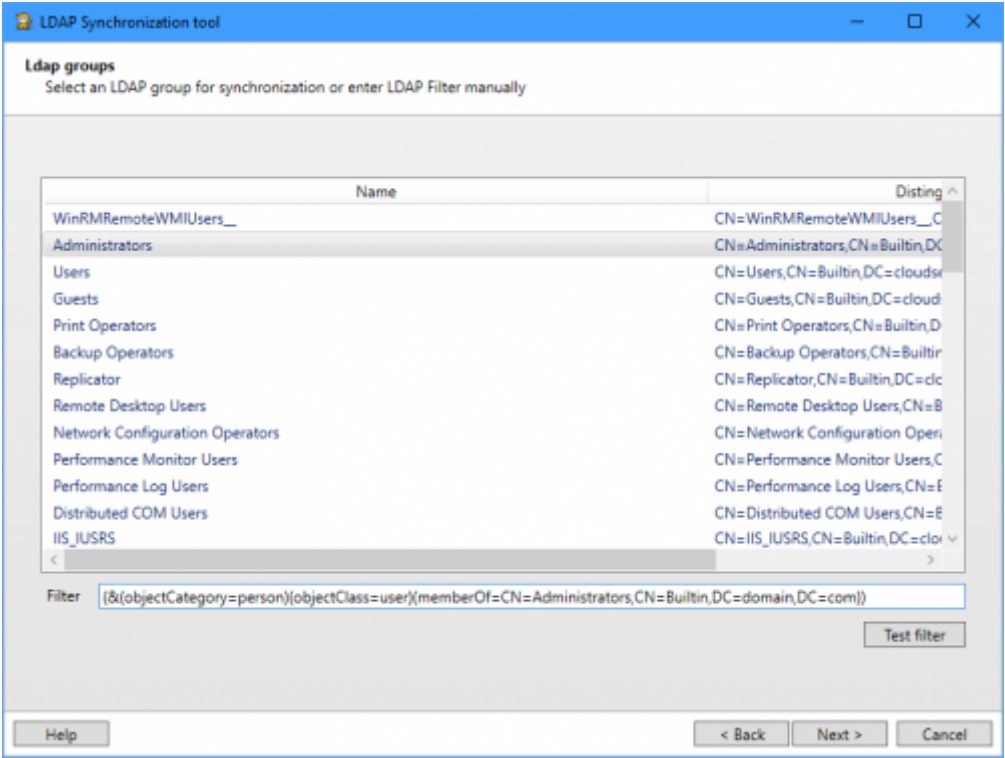 LDAP Synchronization tool
Ldap groups
Select an LDAP group for synchronization or enter LDAP Filter manually
Name Disting
WinRMRemoteWMIUsers__ CN=WinRMRemoteWMIUsers__,C
Administrators CN=Administrators,CN=Builtin,DC
Users CN=Users,CN=Builtin,DC=cloudse
Guests CN=Guests,CN=Builtin,DC=cloud
Print Operators CN=Print Operators,CN=Builtin,D
Backup Operators CN=Backup Operators,CN=Builtin
Replicator CN=Replicator,CN=Builtin,DC=clo
Remote Desktop Users CN=Remote Desktop Users,CN=B
Network Configuration Operators CN=Network Configuration Opera
Performance Monitor Users CN=Performance Monitor Users,C
Performance Log Users CN=Performance Log Users,CN=B
Distributed COM Users CN=Distributed COM Users,CN=B
IIS_IUSRS CN=IIS_IUSRS,CN=Builtin,DC=clo
Filter (&(objectCategory=person)(objectClass=user)(memberOf=CN=Administrators,CN=Builtin,DC=domain,DC=com))
Test filter
Help < Back Next > Cancel